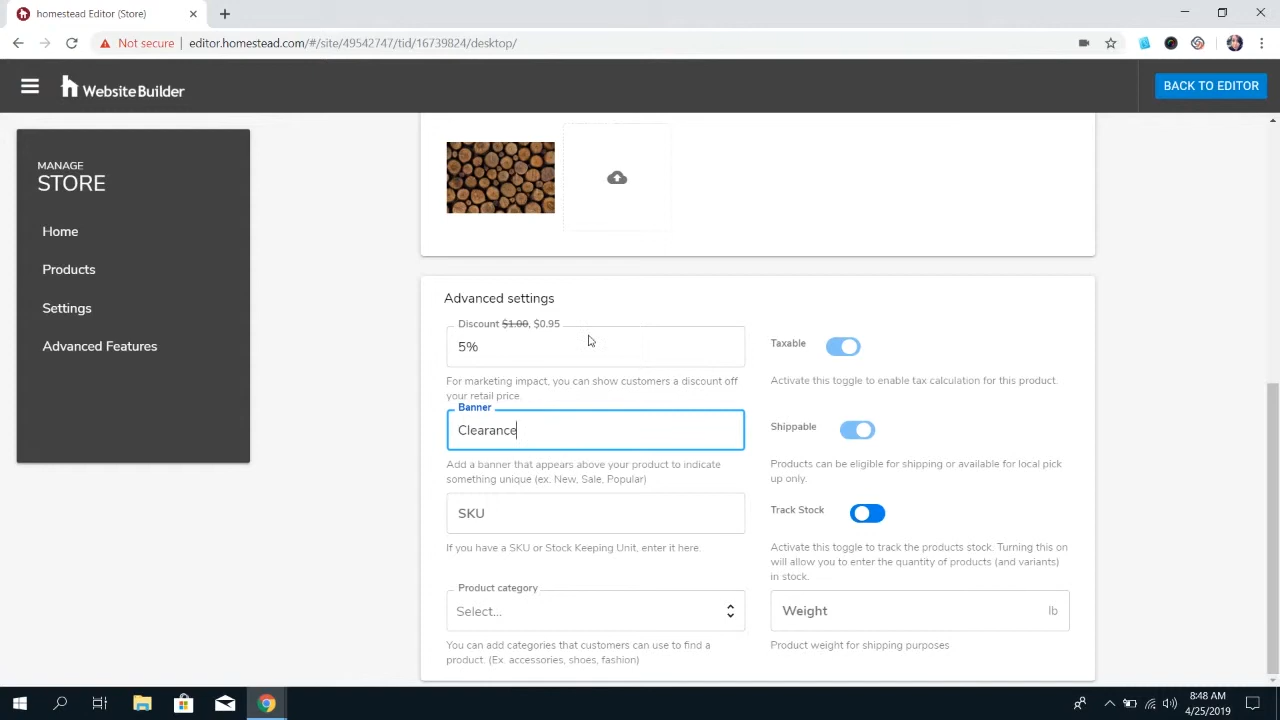 homestead Editor (Store)
Not secure
editor.homestead.com/#/site/49542747/tid/16739824/desktop/
WebsiteBuilder
BACK TO EDITOR
MANAGE
STORE
Home
Products
Settings
Advanced Features
Advanced settings
Discount $1.00, $0.95
5%
For marketing impact, you can show customers a discount off
your retail price.
Banner
Clearance
Add a banner that appears above your product to indicate
something unique (ex. New, Sale, Popular)
SKU
If you have a SKU or Stock Keeping Unit, enter it here.
Product category
Select...
You can add categories that customers can use to find a
product. (Ex. accessories, shoes, fashion)
Taxable
Activate this toggle to enable tax calculation for this product.
Shippable
Products can be eligible for shipping or available for local pick
up only.
Track Stock
Activate this toggle to track the products stock. Turning this on
will allow you to enter the quantity of products (and variants)
in stock.
Weight
lb
Product weight for shipping purposes
8:48 AM
4/25/2019